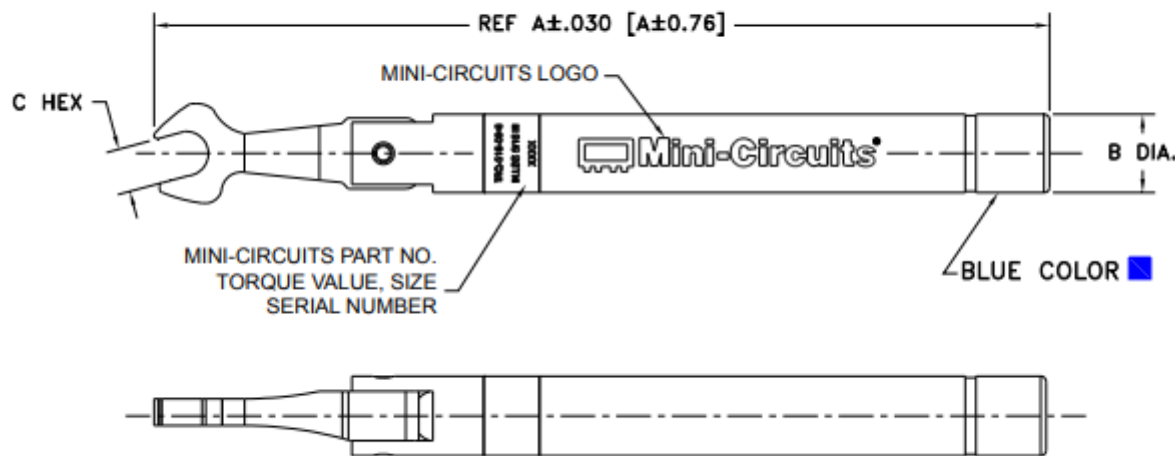 REF A±.030 [A±0.76]
MINI-CIRCUITS LOGO
C HEX
XXXX
Mini-Circuits
B DIA.
MINI-CIRCUITS PART NO.
TORQUE VALUE, SIZE
SERIAL NUMBER
BLUE COLOR